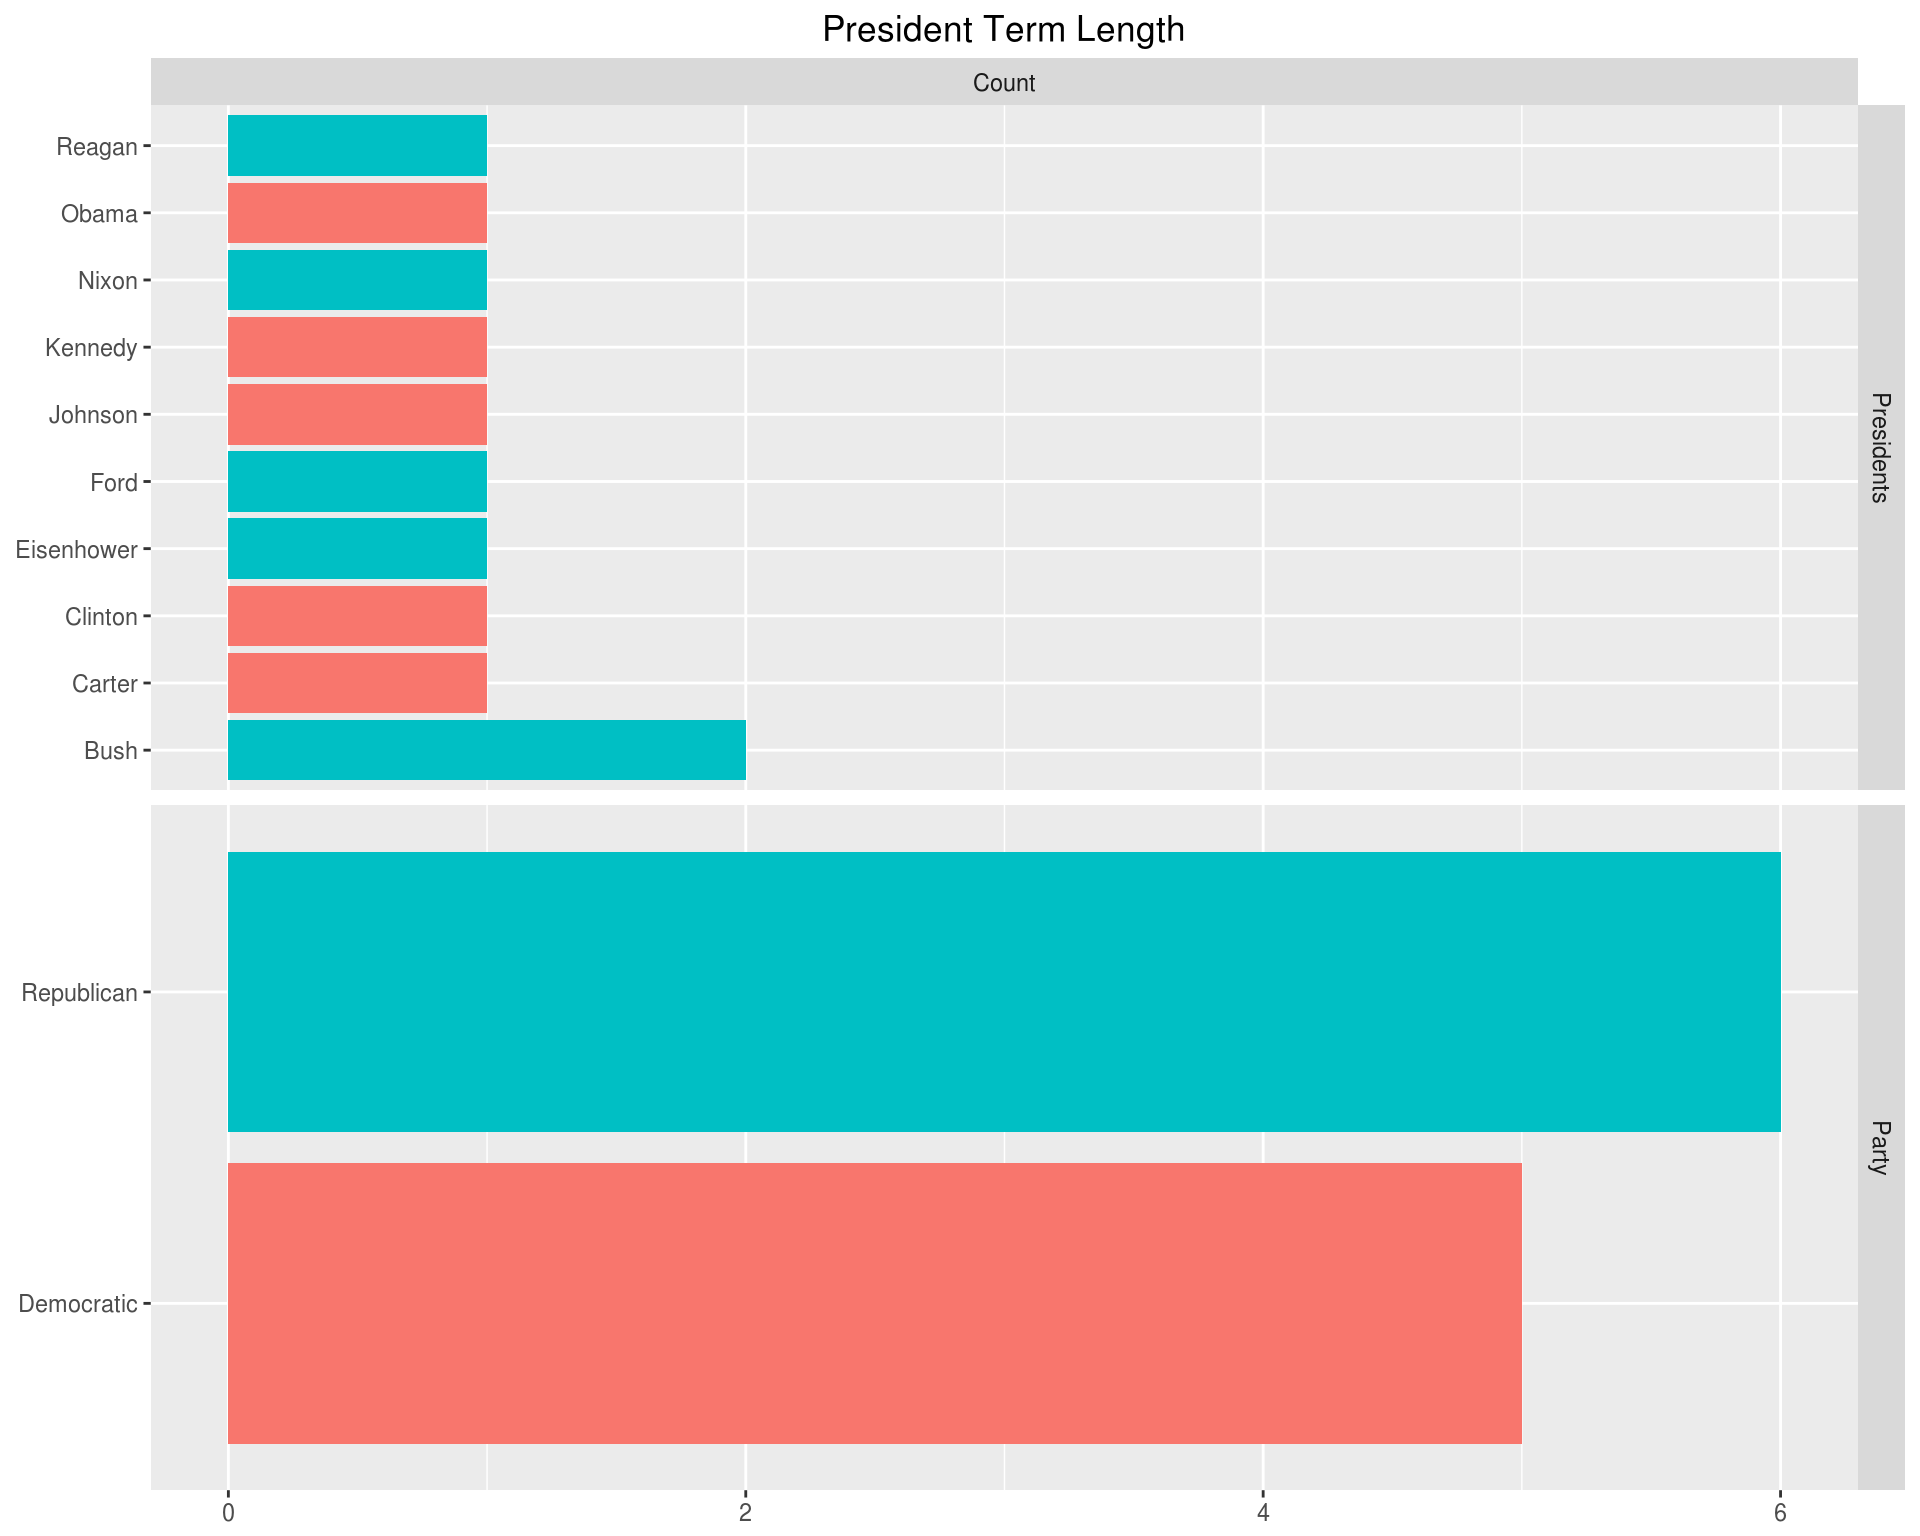 President Term Length
Count
Reagan
Obama
Nixon
Kennedy
Johnson
Ford
Eisenhower
Clinton
Carter
Bush
Presidents
Republican
Democratic
Party
0 2 4 6